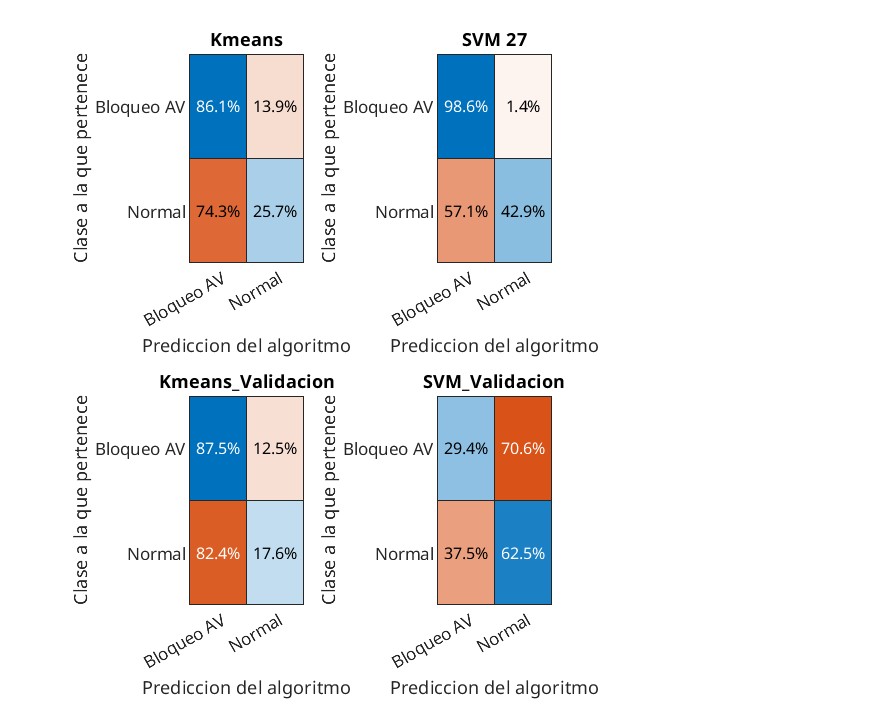 Kmeans
Clase a la que pertenece
Bloqueo AV
86.1%
13.9%
Normal
74.3%
25.7%
Bloqueo AV
Normal
Prediccion del algoritmo
SVM 27
Clase a la que pertenece
Bloqueo AV
98.6%
1.4%
Normal
57.1%
42.9%
Bloqueo AV
Normal
Prediccion del algoritmo
Kmeans_Validacion
Clase a la que pertenece
Bloqueo AV
87.5%
12.5%
Normal
82.4%
17.6%
Bloqueo AV
Normal
Prediccion del algoritmo
SVM_Validacion
Clase a la que pertenece
Bloqueo AV
29.4%
70.6%
Normal
37.5%
62.5%
Bloqueo AV
Normal
Prediccion del algoritmo